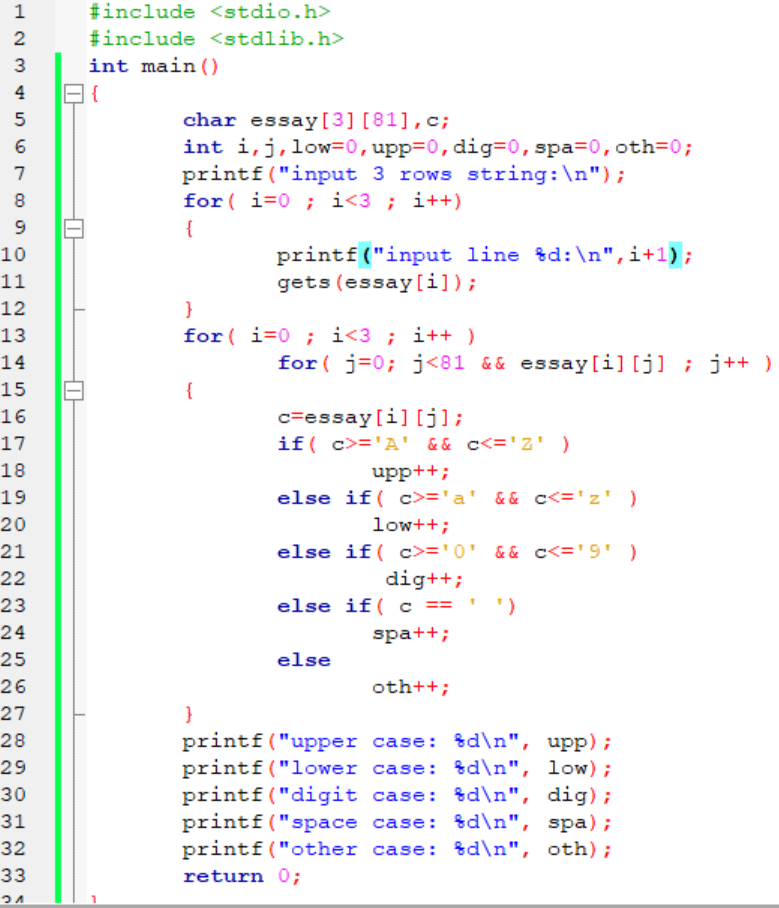 1 #include <stdio.h>
2 #include <stdlib.h>
3 int main()
4 {
5 char essay[3][81],c;
6 int i,j,low=0,upp=0,dig=0,spa=0,oth=0;
7 printf("input 3 rows string:\n");
8 for( i=0 ; i<3 ; i++)
9 {
10 printf("input line %d:\n",i+1);
11 gets(essay[i]);
12 }
13 for( i=0 ; i<3 ; i++ )
14 for( j=0; j<81 && essay[i][j] ; j++ )
15 {
16 c=essay[i][j];
17 if( c>='A' && c<='Z' )
18 upp++;
19 else if( c>='a' && c<='z' )
20 low++;
21 else if( c>='0' && c<='9' )
22 dig++;
23 else if( c == ' ')
24 spa++;
25 else
26 oth++;
27 }
28 printf("upper case: %d\n", upp);
29 printf("lower case: %d\n", low);
30 printf("digit case: %d\n", dig);
31 printf("space case: %d\n", spa);
32 printf("other case: %d\n", oth);
33 return 0;
34 }